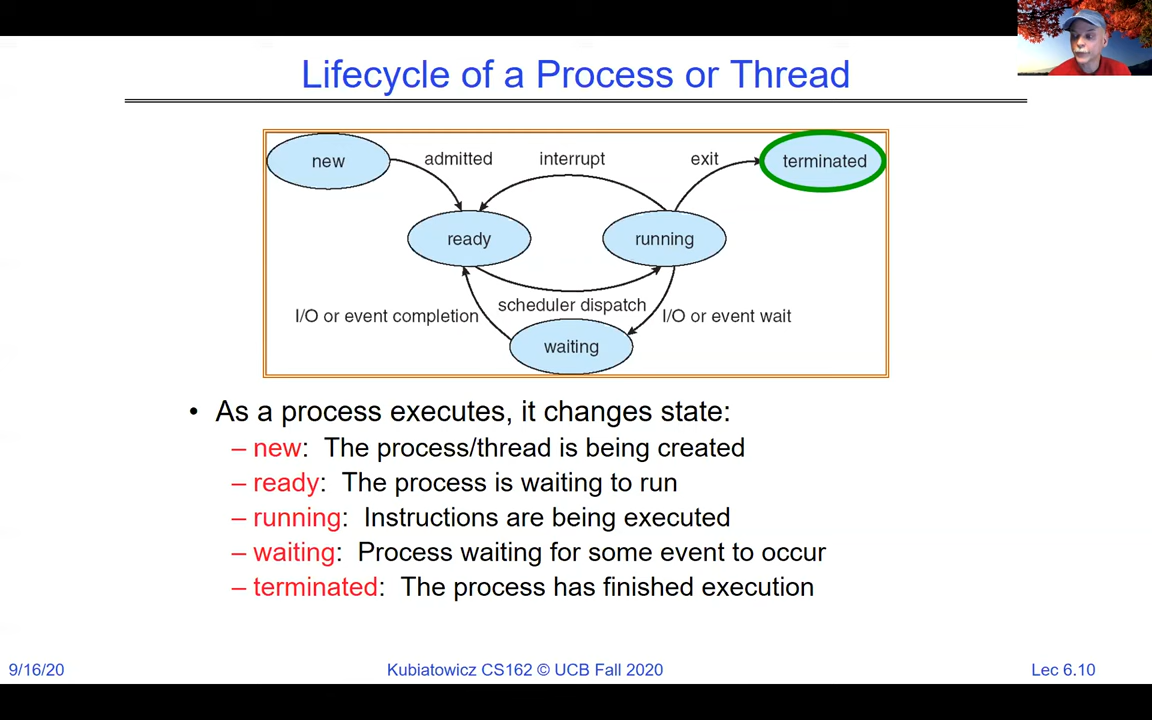 Lifecycle of a Process or Thread
new
admitted
interrupt
exit
terminated
ready
running
scheduler dispatch
I/O or event completion
I/O or event wait
waiting
• As a process executes, it changes state:
– new: The process/thread is being created
– ready: The process is waiting to run
– running: Instructions are being executed
– waiting: Process waiting for some event to occur
– terminated: The process has finished execution
9/16/20
Kubiatowicz CS162 © UCB Fall 2020
Lec 6.10